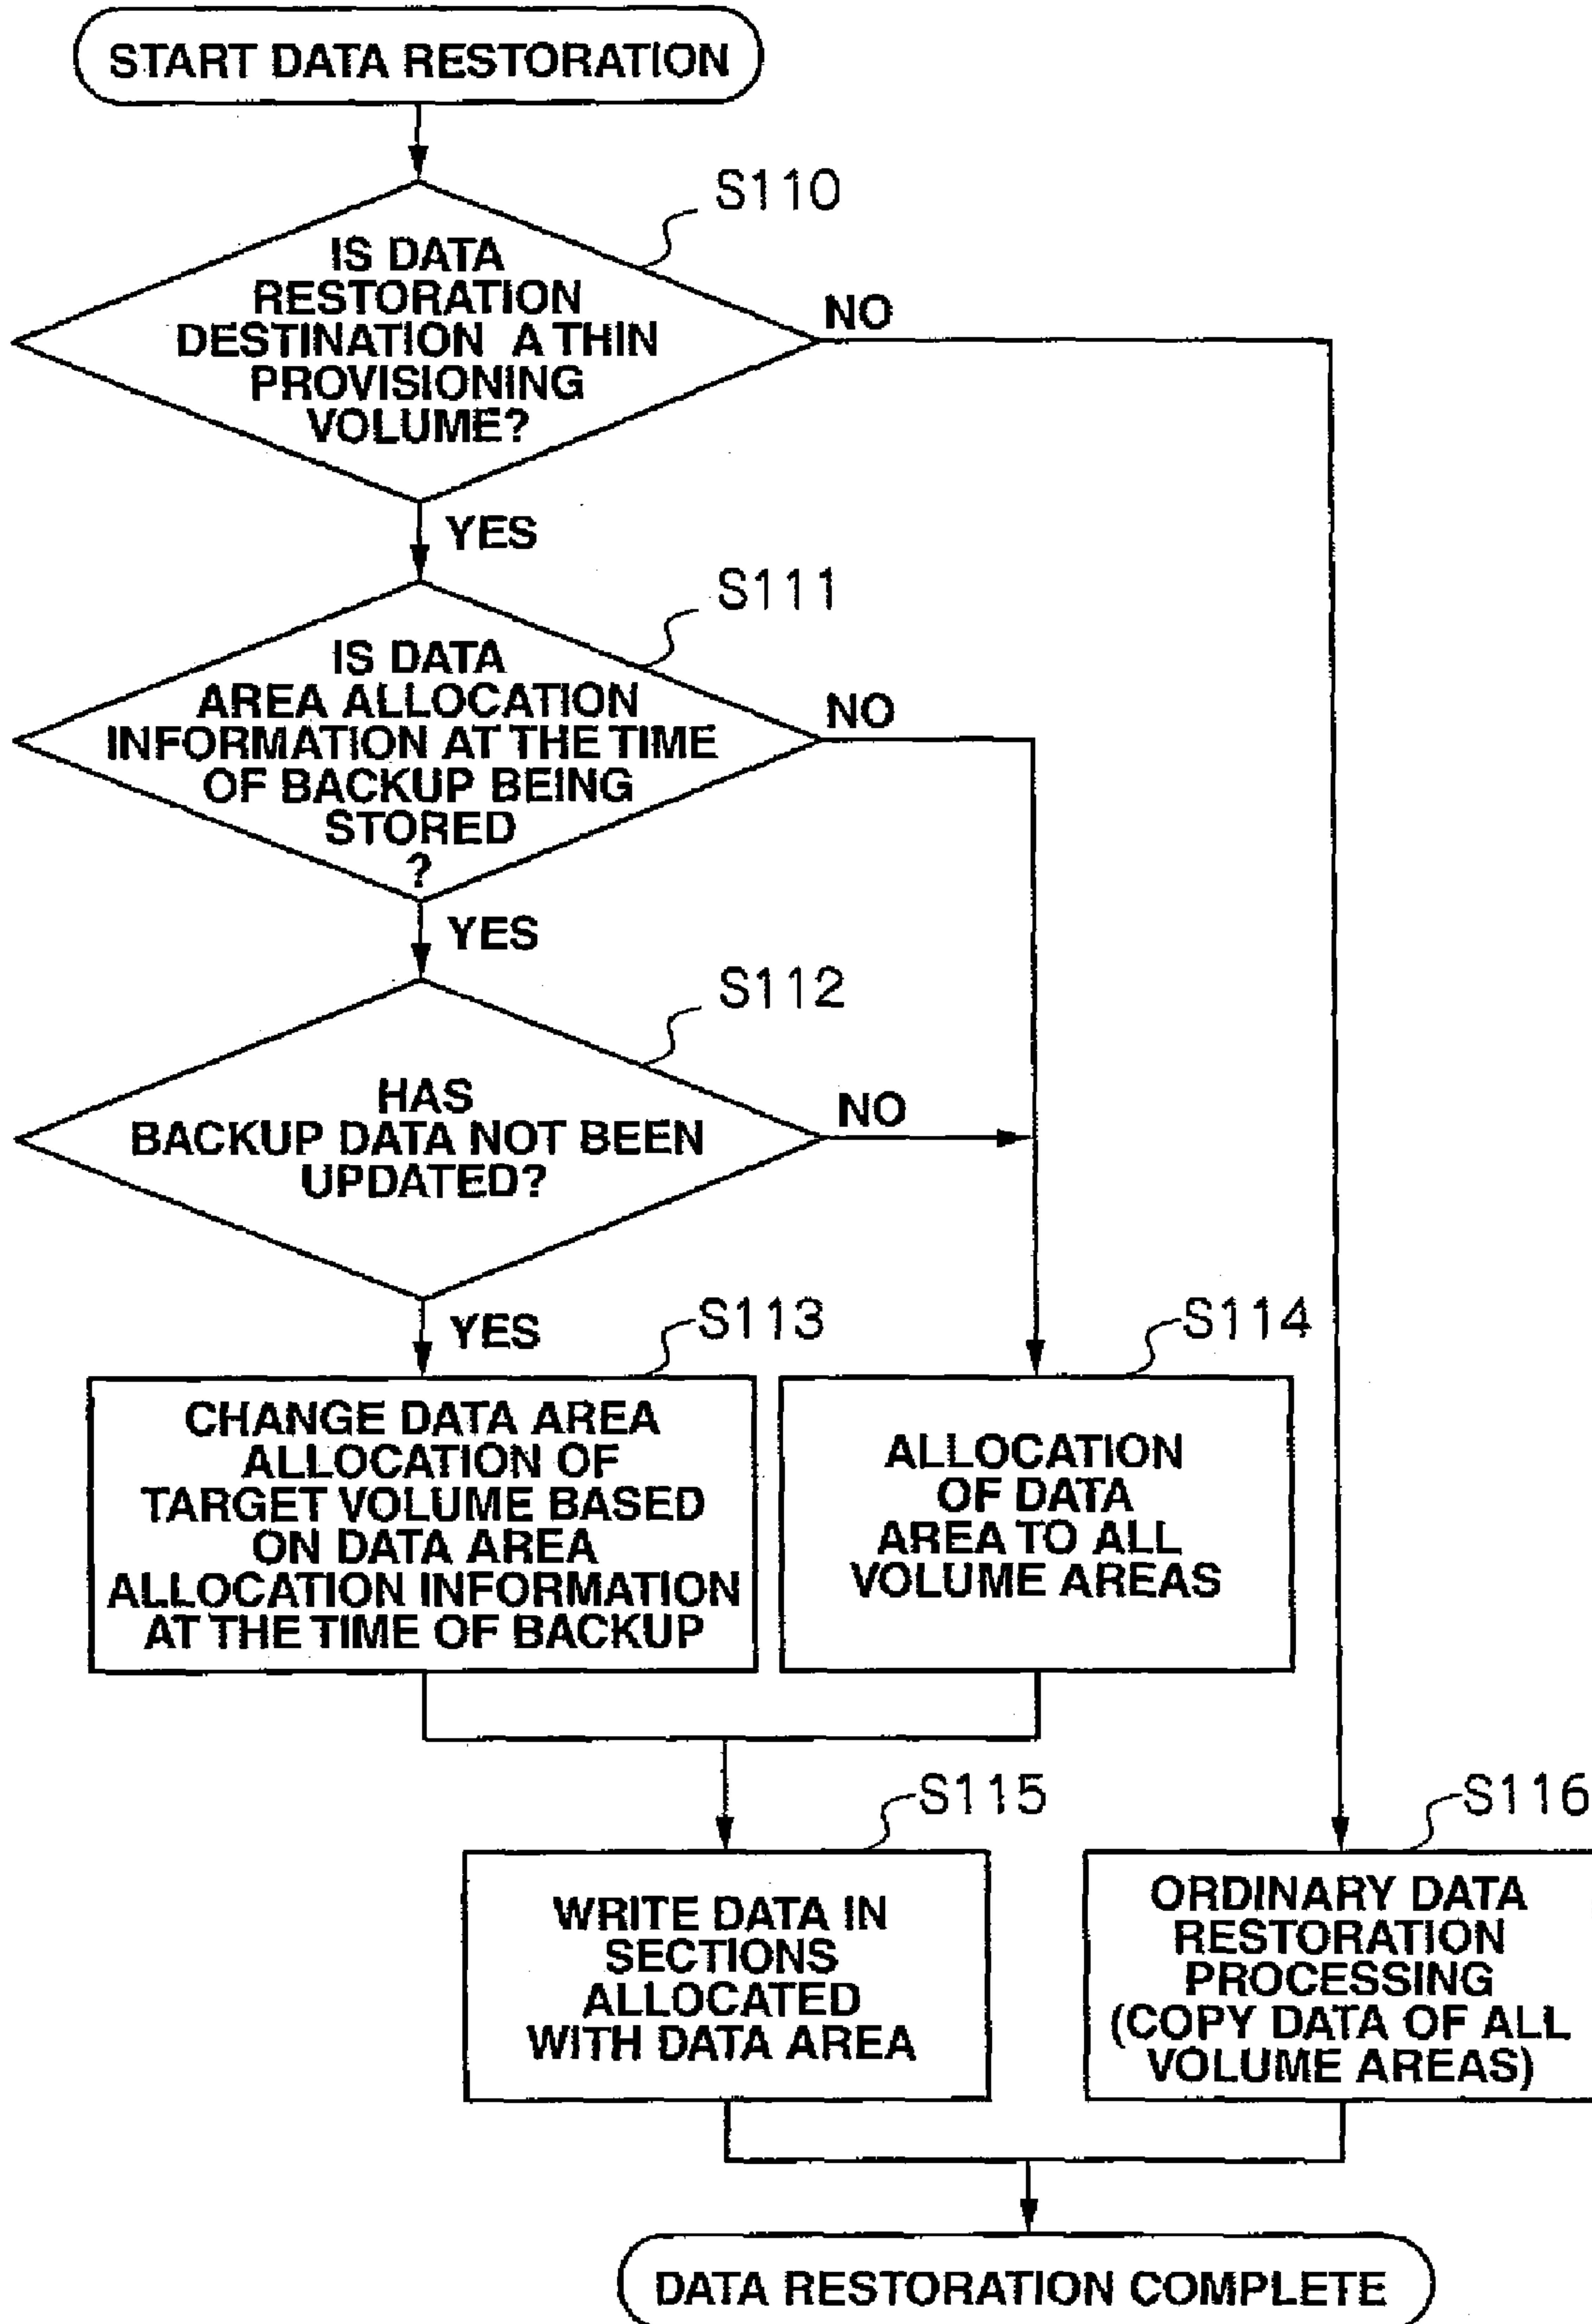 START DATA RESTORATION
S110
IS DATA
RESTORATION
DESTINATION A THIN
PROVISIONING
VOLUME?
NO
YES
S111
IS DATA
AREA ALLOCATION
INFORMATION AT THE TIME
OF BACKUP BEING
STORED
?
NO
YES
S112
HAS
BACKUP DATA NOT BEEN
UPDATED?
NO
YES
S113
CHANGE DATA AREA
ALLOCATION OF
TARGET VOLUME BASED
ON DATA AREA
ALLOCATION INFORMATION
AT THE TIME OF BACKUP
S114
ALLOCATION
OF DATA
AREA TO ALL
VOLUME AREAS
S115
WRITE DATA IN
SECTIONS
ALLOCATED
WITH DATA AREA
S116
ORDINARY DATA
RESTORATION
PROCESSING
(COPY DATA OF ALL
VOLUME AREAS)
DATA RESTORATION COMPLETE